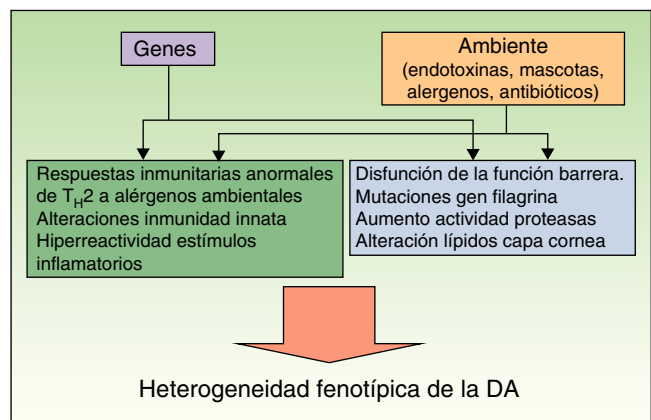 Genes
Ambiente
(endotoxinas, mascotas,
alergenos, antibióticos)
Respuestas inmunitarias anormales
de TH2 a alérgenos ambientales
Alteraciones inmunidad innata
Hiperreactividad estímulos
inflamatorios
Disfunción de la función barrera.
Mutaciones gen filagrina
Aumento actividad proteasas
Alteración lípidos capa cornea
Heterogeneidad fenotípica de la DA